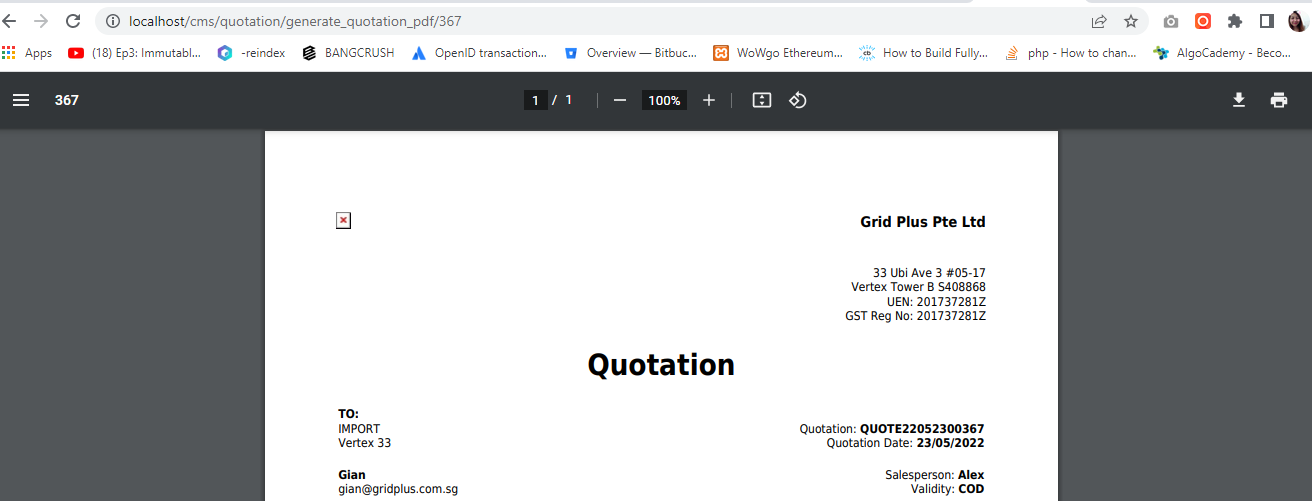 localhost/cms/quotation/generate_quotation_pdf/367
Apps (18) Ep3: Immutabl... -reindex BANGCRUSH OpenID transaction... Overview — Bitbuc... WoWgo Ethereum... cb How to Build Fully... php - How to chan... AlgoCademy - Beco...
367 1 / 1 100%
Grid Plus Pte Ltd
33 Ubi Ave 3 #05-17
Vertex Tower B S408868
UEN: 201737281Z
GST Reg No: 201737281Z
Quotation
TO:
IMPORT
Vertex 33
Quotation: QUOTE22052300367
Quotation Date: 23/05/2022
Gian
gian@gridplus.com.sg
Salesperson: Alex
Validity: COD